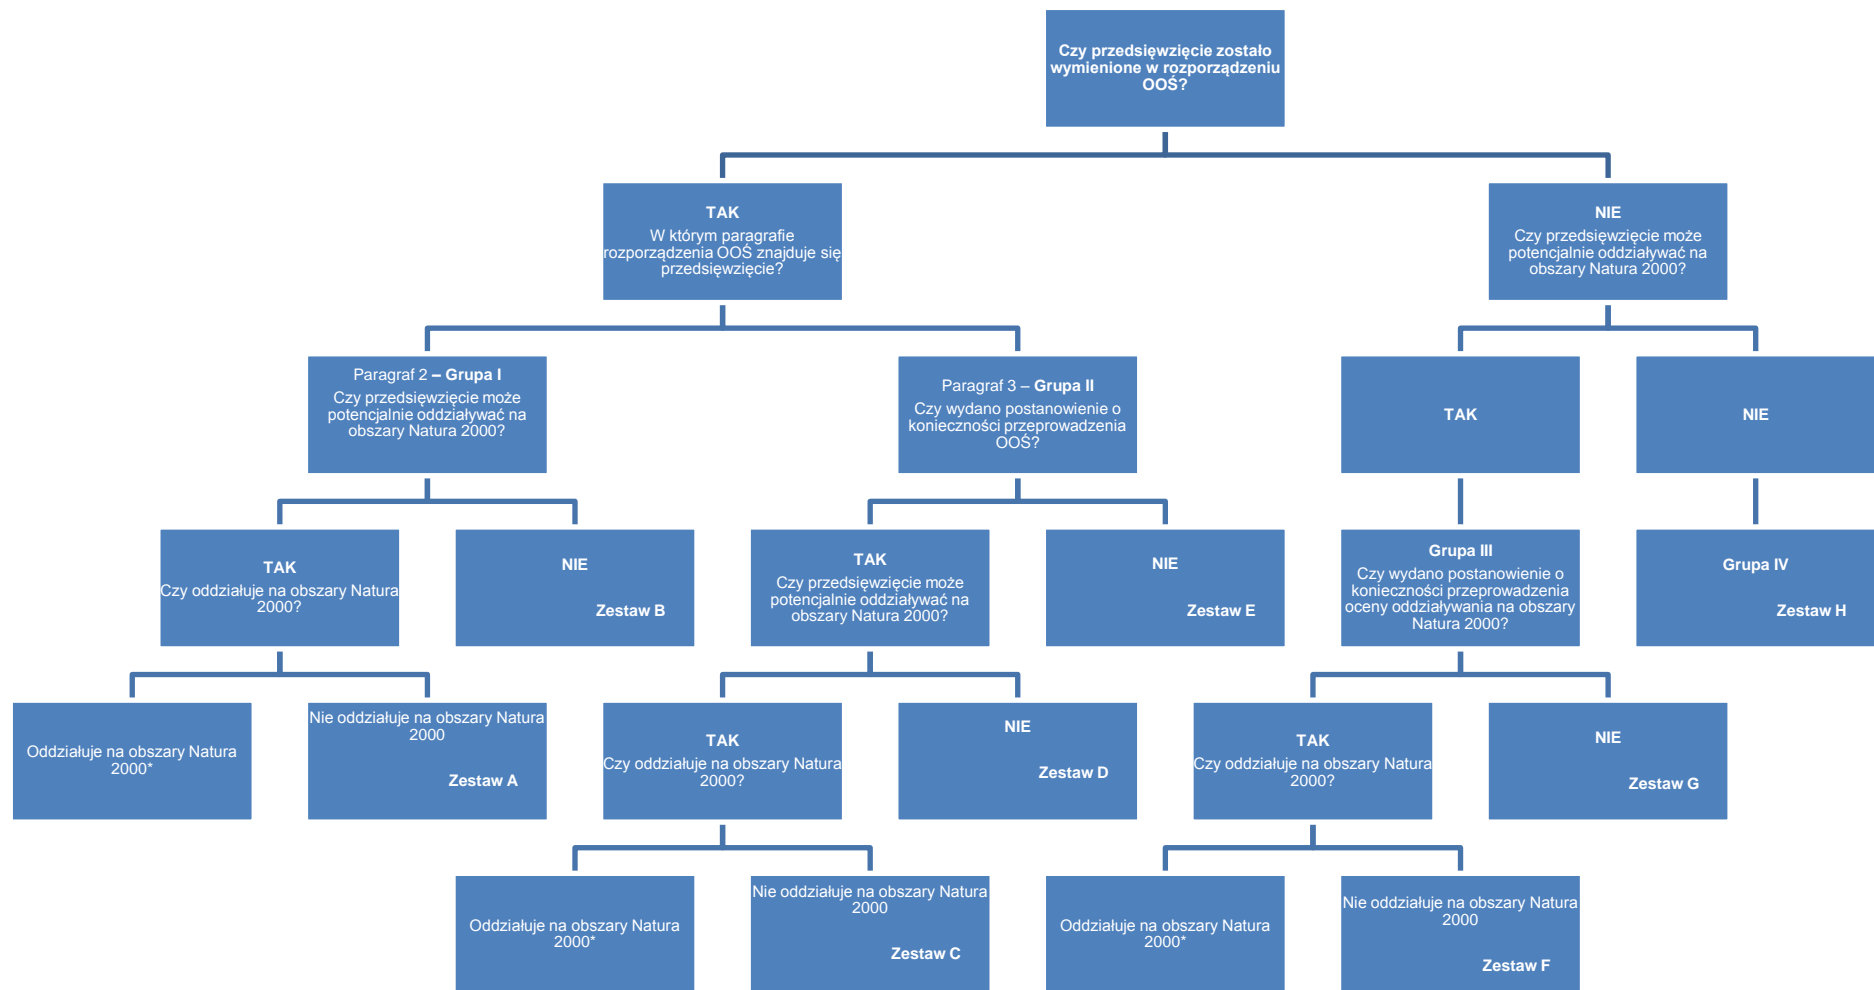 Czy przedsięwzięcie zostało
wymienione w rozporządzeniu
OOŚ?
TAK
W którym paragrafie
rozporządzenia OOŚ znajduje się
przedsięwzięcie?
NIE
Czy przedsięwzięcie może
potencjalnie oddziaływać na
obszary Natura 2000?
Paragraf 2 – Grupa I
Czy przedsięwzięcie może
potencjalnie oddziaływać na
obszary Natura 2000?
Paragraf 3 – Grupa II
Czy wydano postanowienie o
konieczności przeprowadzenia
OOŚ?
TAK
NIE
TAK
Czy oddziałuje na obszary Natura
2000?
NIE
Zestaw B
TAK
Czy przedsięwzięcie może
potencjalnie oddziaływać na
obszary Natura 2000?
NIE
Zestaw E
Grupa III
Czy wydano postanowienie o
konieczności przeprowadzenia
oceny oddziaływania na obszary
Natura 2000?
Grupa IV
Zestaw H
Oddziałuje na obszary Natura
2000*
Nie oddziałuje na obszary Natura
2000
Zestaw A
TAK
Czy oddziałuje na obszary Natura
2000?
NIE
Zestaw D
TAK
Czy oddziałuje na obszary Natura
2000?
NIE
Zestaw G
Oddziałuje na obszary Natura
2000*
Nie oddziałuje na obszary Natura
2000
Zestaw C
Oddziałuje na obszary Natura
2000*
Nie oddziałuje na obszary Natura
2000
Zestaw F